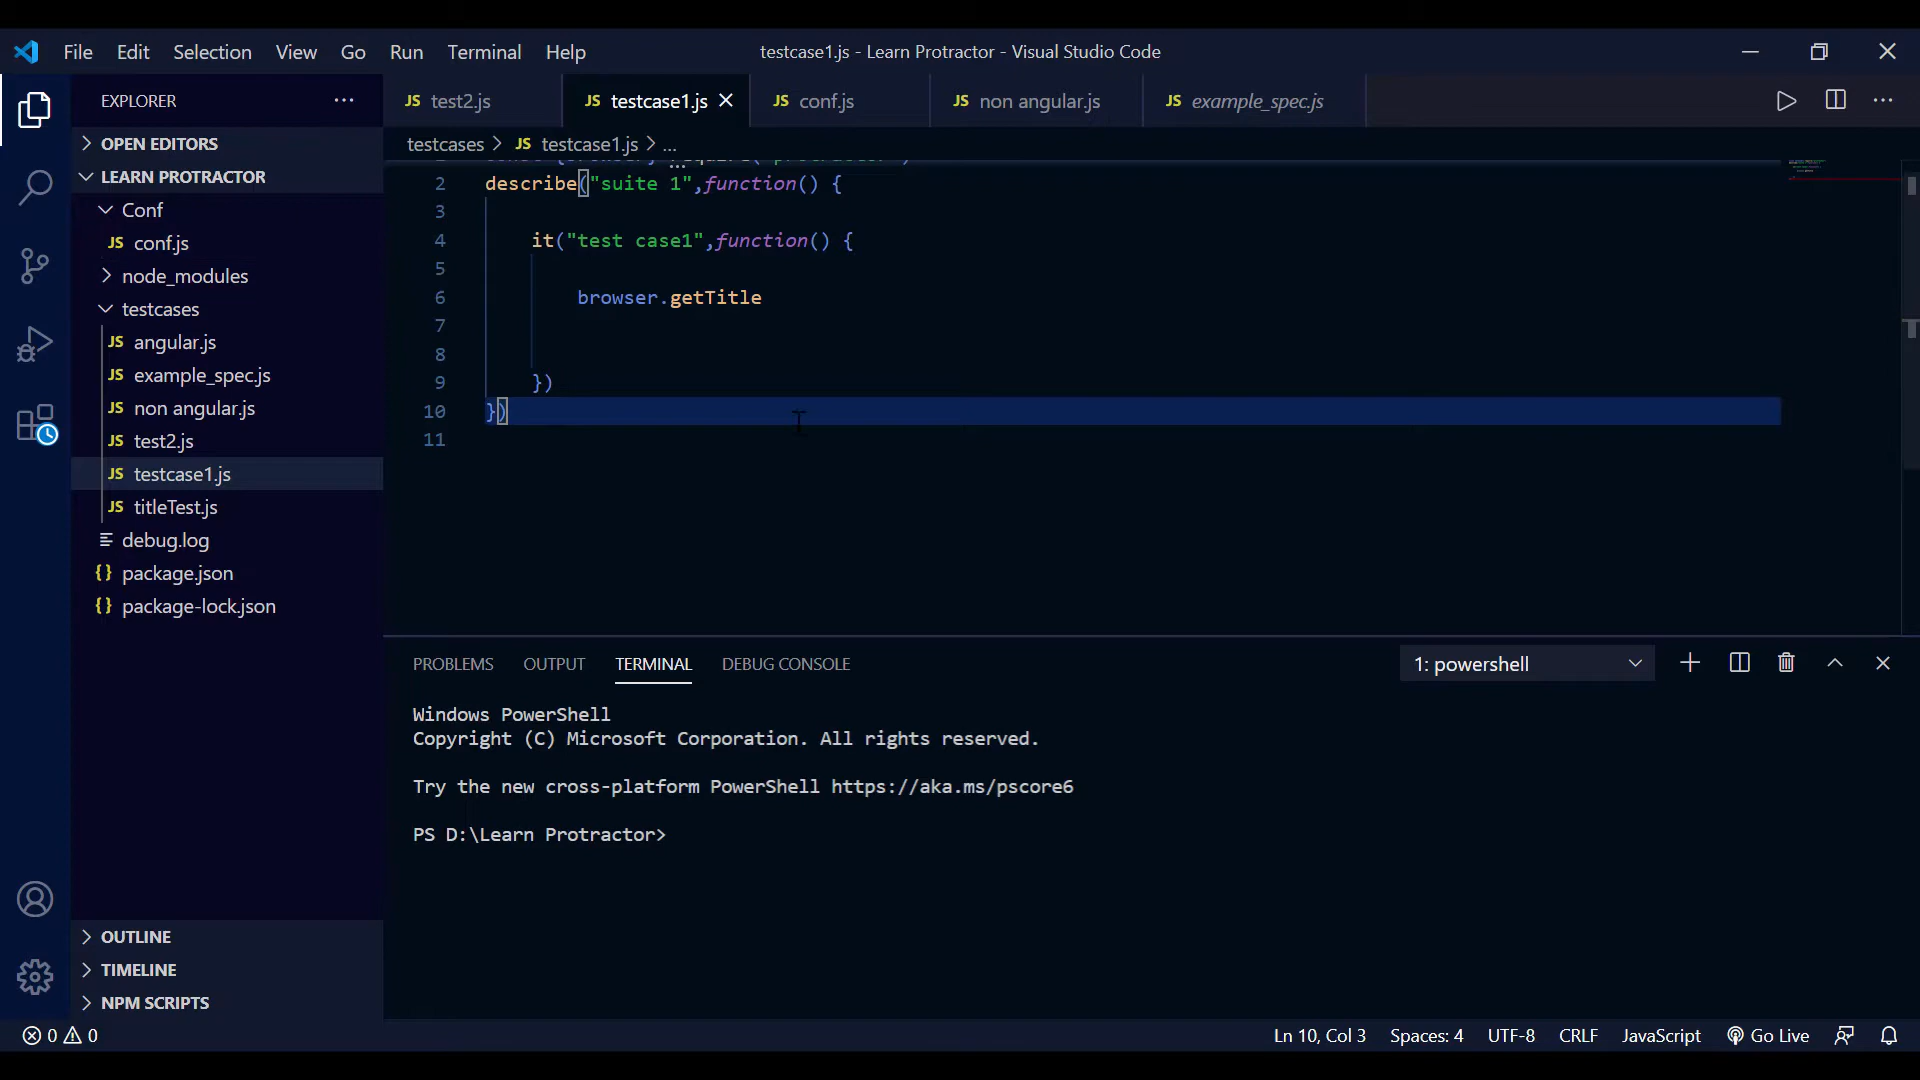 File Edit Selection View Go Run Terminal Help
testcase1.js - Learn Protractor - Visual Studio Code
EXPLORER
OPEN EDITORS
LEARN PROTRACTOR
Conf
JS conf.js
node_modules
testcases
JS angular.js
JS example_spec.js
JS non angular.js
JS test2.js
JS testcase1.js
JS titleTest.js
debug.log
{} package.json
{} package-lock.json
OUTLINE
TIMELINE
NPM SCRIPTS
JS test2.js
JS testcase1.js
JS conf.js
JS non angular.js
JS example_spec.js
testcases > JS testcase1.js > ...
2 describe("suite 1",function() {
3
4 it("test case1",function() {
5
6 browser.getTitle
7
8
9 })
10 })
11
PROBLEMS OUTPUT TERMINAL DEBUG CONSOLE
1: powershell
Windows PowerShell
Copyright (C) Microsoft Corporation. All rights reserved.
Try the new cross-platform PowerShell https://aka.ms/pscore6
PS D:\Learn Protractor>
0 0
Ln 10, Col 3 Spaces: 4 UTF-8 CRLF JavaScript Go Live